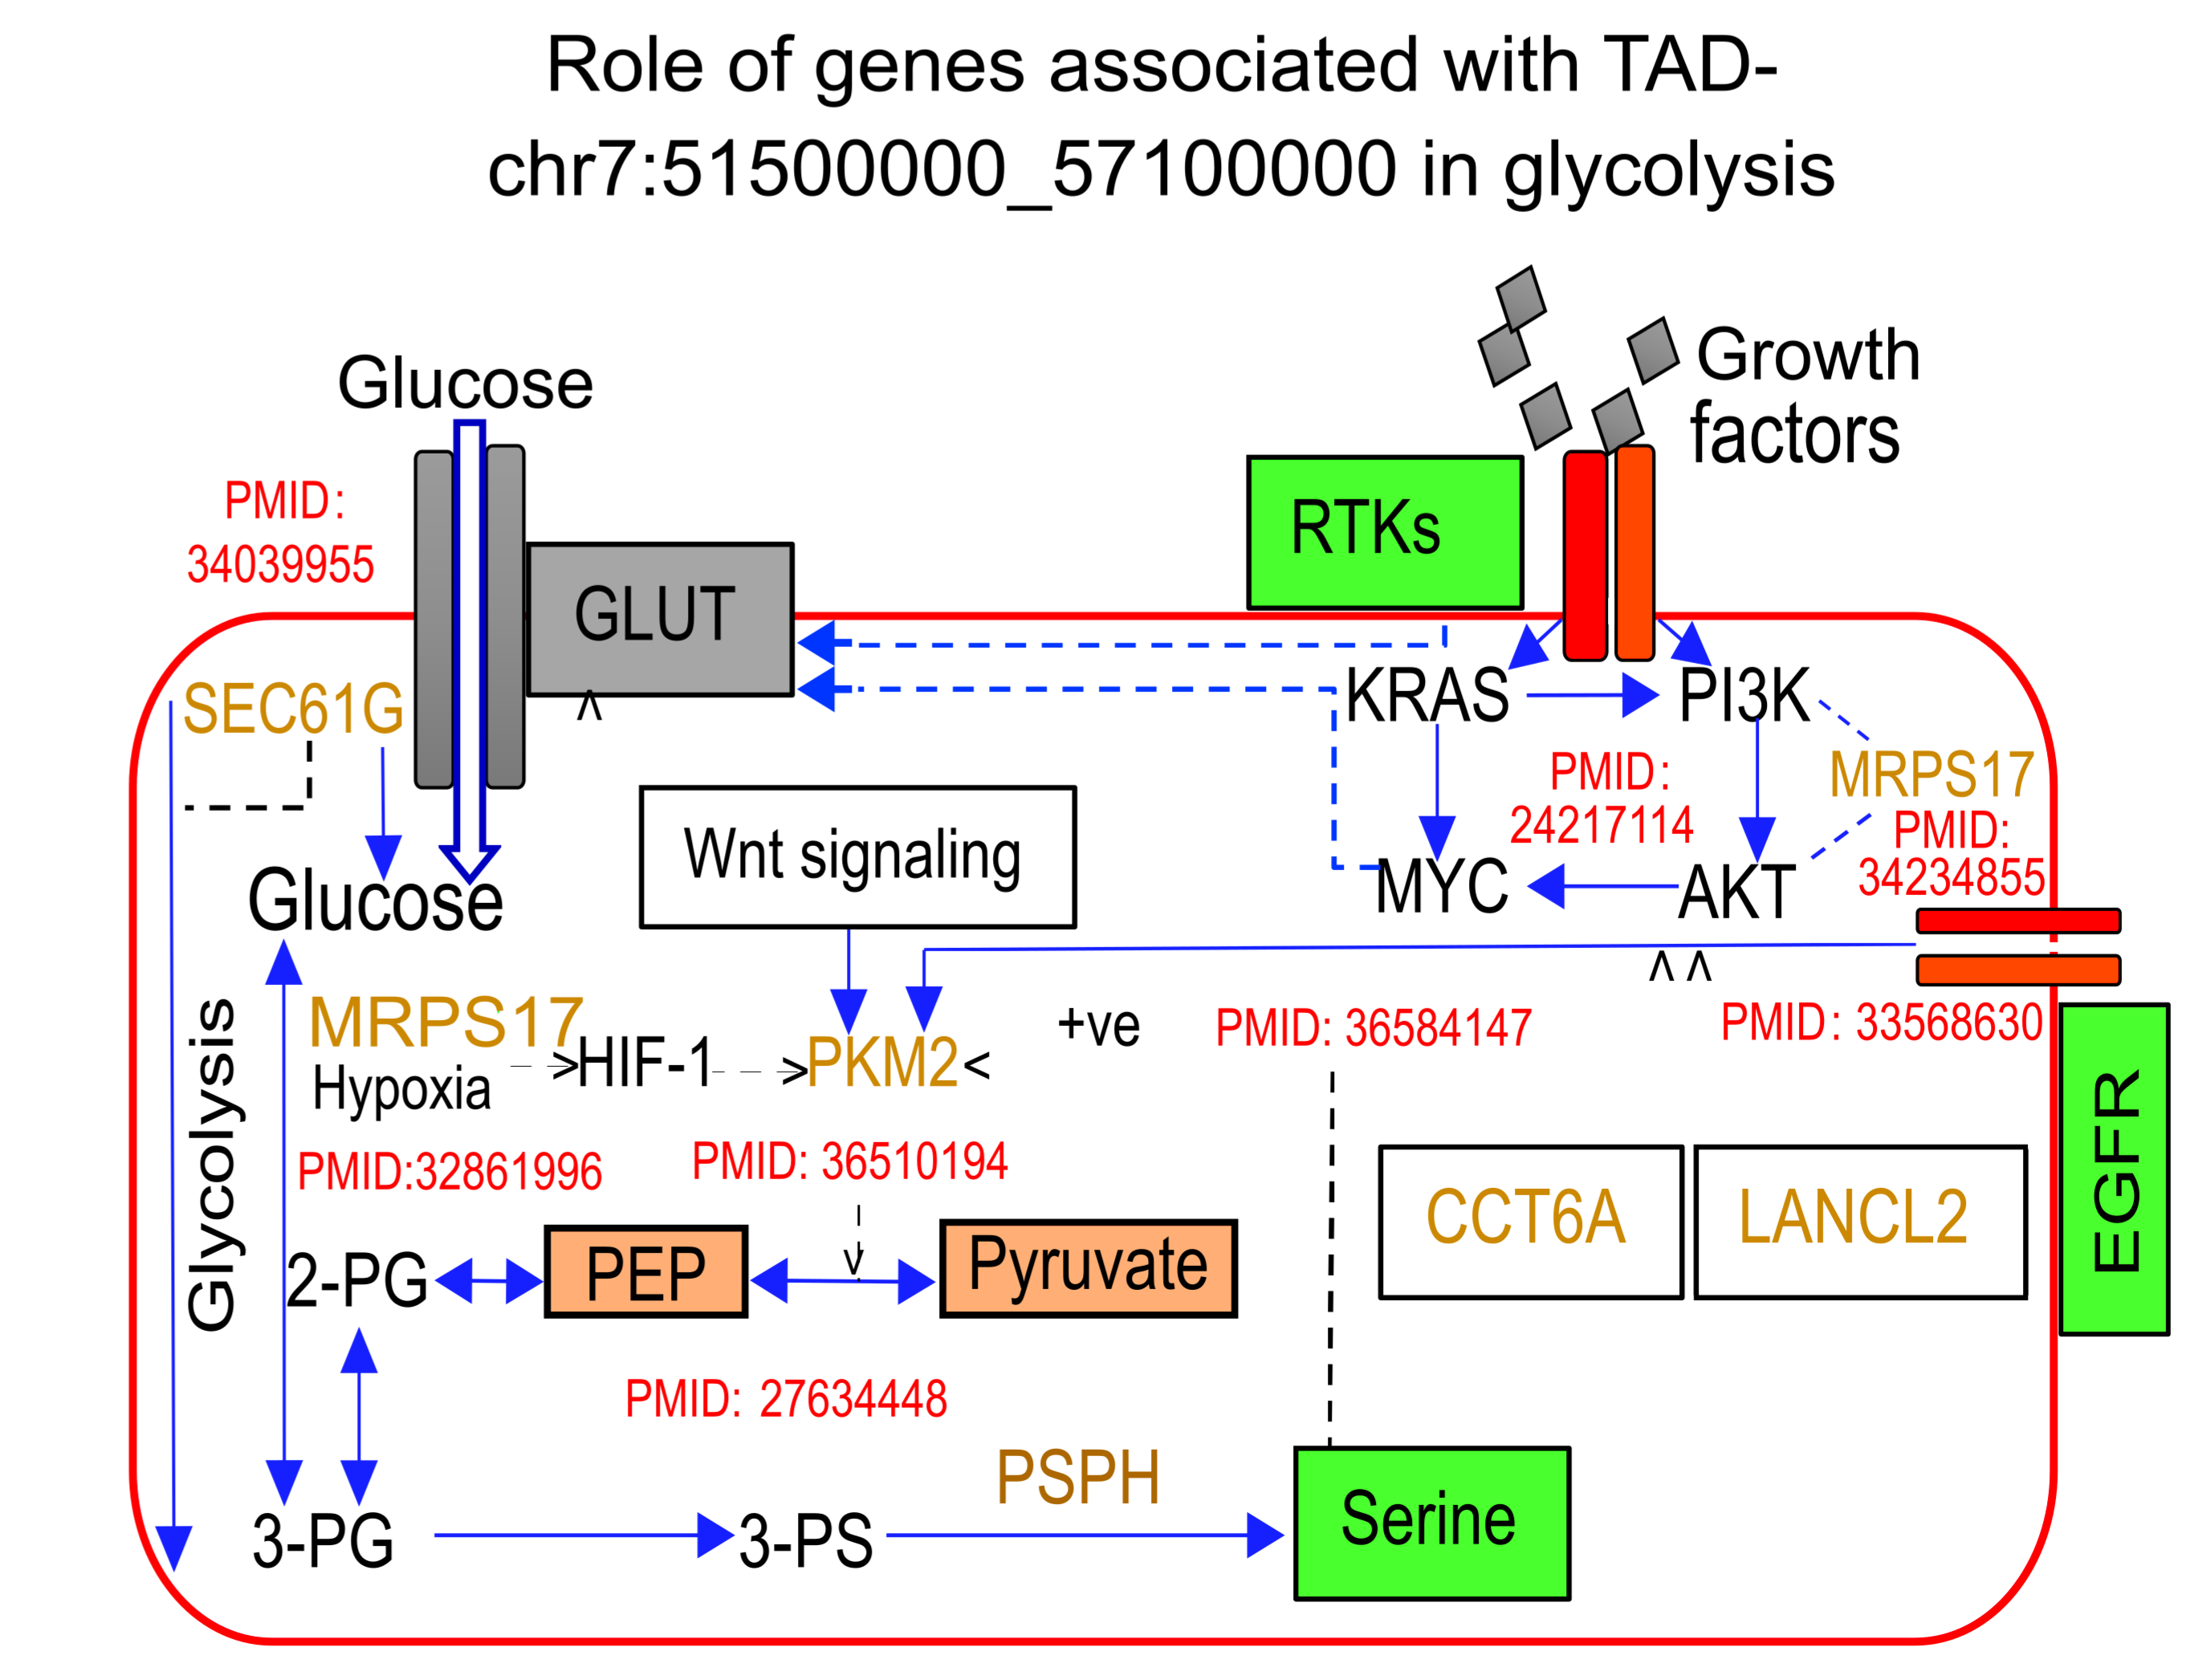 Role of genes associated with TAD-
chr7:51500000_57100000 in glycolysis
Glucose
Growth
factors
PMID:
34039955
RTKs
GLUT
^
SEC61G
KRAS
PI3K
MRPS17
PMID:
24217114
PMID:
34234855
Wnt signaling
Glucose
MYC
AKT
^ ^
Glycolysis
MRPS17
Hypoxia
>HIF-1
>PKM2<
+ve
PMID: 36584147
PMID: 33568630
EGFR
PMID:32861996
PMID: 36510194
v
CCT6A
LANCL2
2-PG
PEP
Pyruvate
PMID: 27634448
PSPH
3-PG
3-PS
Serine